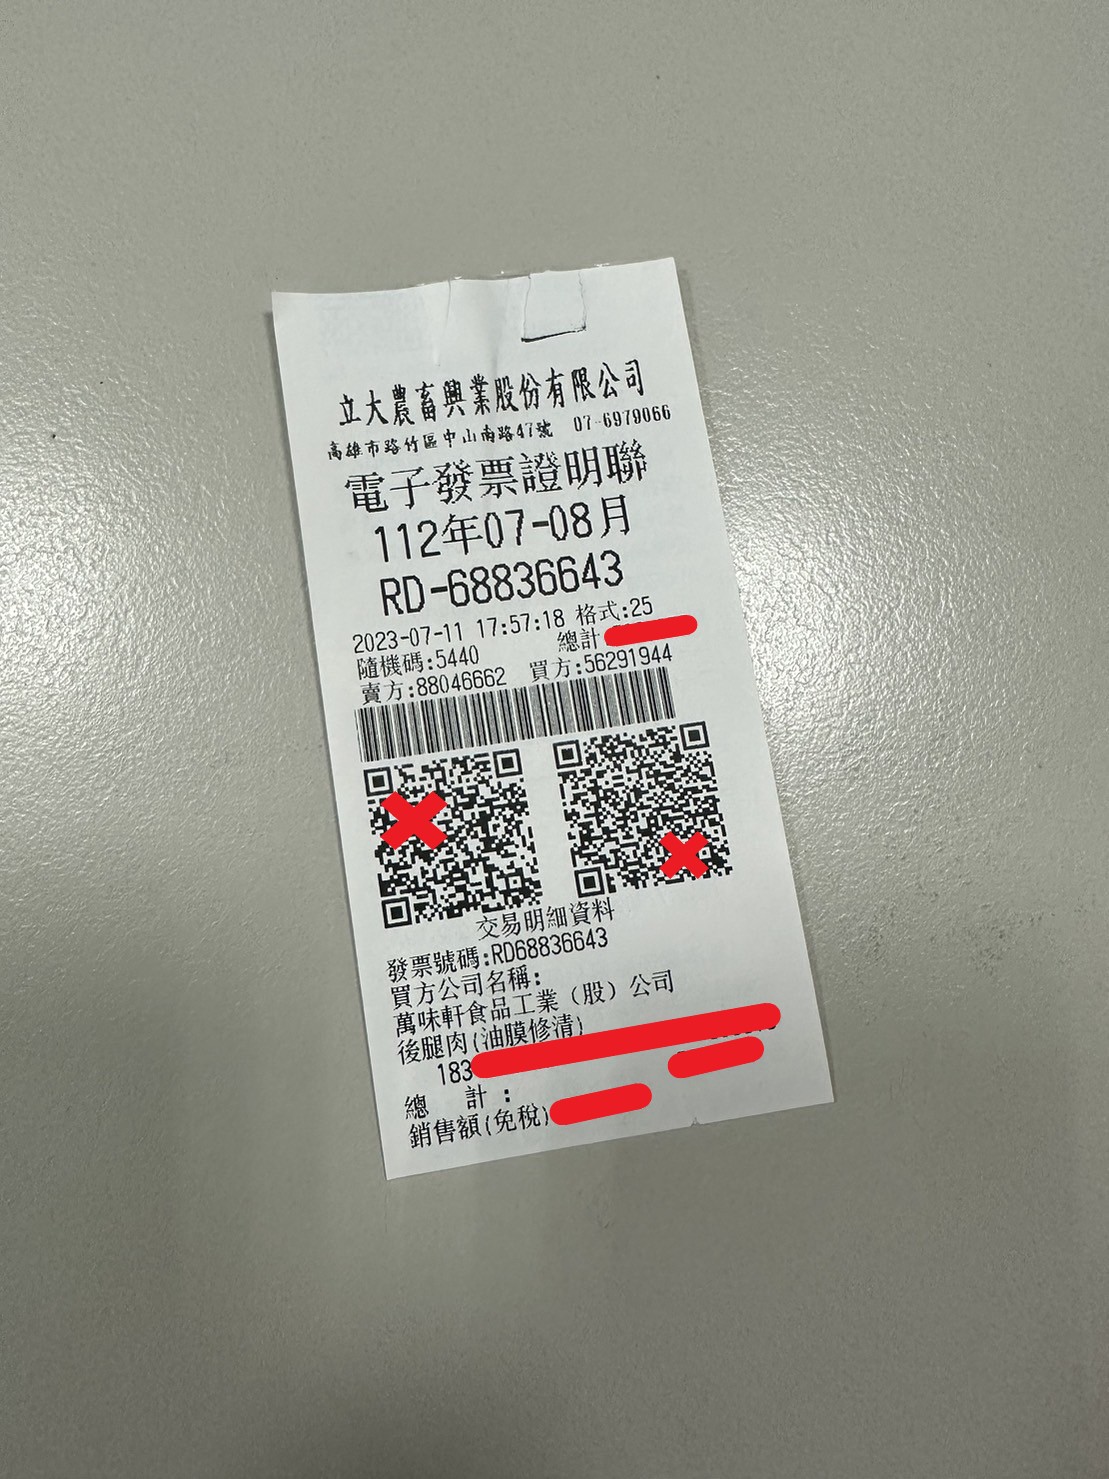 立大農畜興業股份有限公司
高雄市路竹區中山南路47號 07-6979066
電子發票證明聯
112年07-08月
RD-68836643
2023-07-11 17:57:18 格式:25
隨機碼:5440 總計
賣方:88046662 買方:56291944
交易明細資料
發票號碼:RD68836643
買方公司名稱:
萬味軒食品工業（股）公司
後腿肉(油膜修清)
183
總 計:
銷售額(免稅)